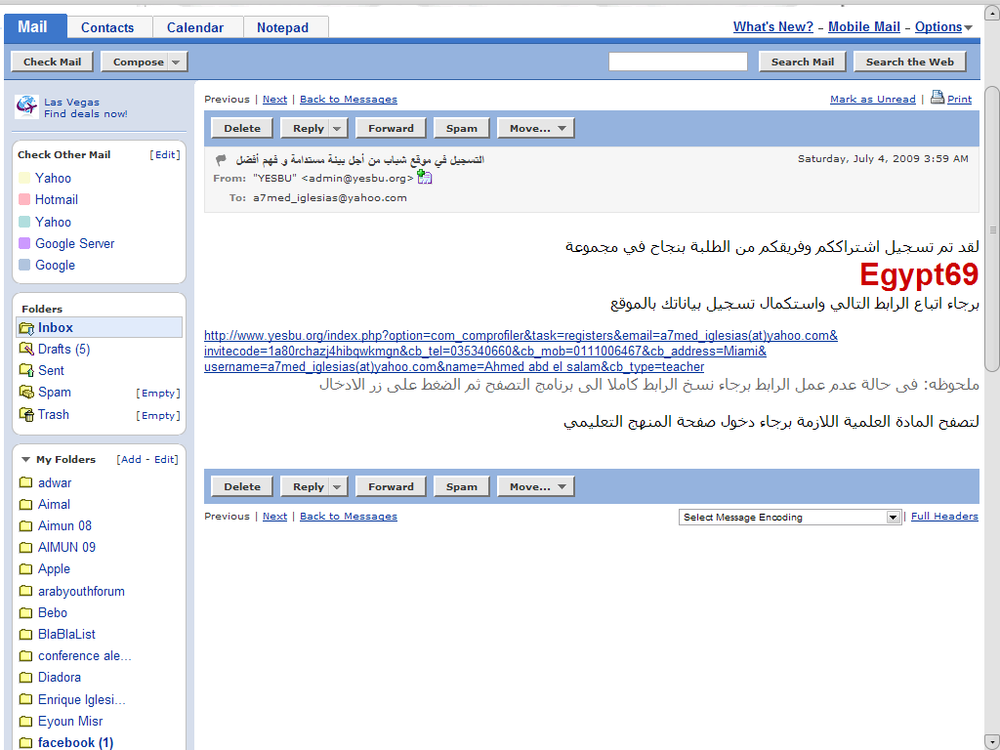 Mail
Contacts
Calendar
Notepad
What's New? - Mobile Mail - Options
Check Mail
Compose
Search Mail
Search the Web
Las Vegas
Find deals now!
Check Other Mail [Edit]
Yahoo
Hotmail
Yahoo
Google Server
Google
Folders
Inbox
Drafts (5)
Sent
Spam [Empty]
Trash [Empty]
My Folders [Add - Edit]
adwar
Aimal
Aimun 08
AIMUN 09
Apple
arabyouthforum
Bebo
BlaBlaList
conference ale...
Diadora
Enrique Iglesi...
Eyoun Misr
facebook (1)
Previous | Next | Back to Messages
Mark as Unread | Print
Delete Reply Forward Spam Move...
التسجيل في موقع شباب من أجل بيئة مستدامة و فهم أفضل
Saturday, July 4, 2009 3:59 AM
From: "YESBU" <admin@yesbu.org>
To: a7med_iglesias@yahoo.com
لقد تم تسجيل اشتراككم وفريقكم من الطلبة بنجاح في مجموعة
Egypt69
برجاء اتباع الرابط التالي واستكمال تسجيل بياناتك بالموقع
http://www.yesbu.org/index.php?option=com_comprofiler&task=registers&email=a7med_iglesias(at)yahoo.com&
invitecode=1a80rchazj4hibqwkmgn&cb_tel=035340660&cb_mob=0111006467&cb_address=Miami&
username=a7med_iglesias(at)yahoo.com&name=Ahmed abd el salam&cb_type=teacher
ملحوظه: فى حالة عدم عمل الرابط برجاء نسخ الرابط كاملا الى برنامج التصفح ثم الضغط على زر الادخال
لتصفح المادة العلمية اللازمة برجاء دخول صفحة المنهج التعليمي
Delete Reply Forward Spam Move...
Previous | Next | Back to Messages
Select Message Encoding | Full Headers